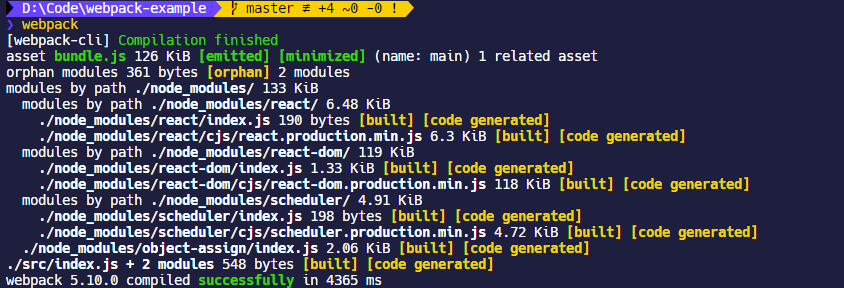 D:\Code\webpack-example master ≢ +4 ~0 -0 !
❯ webpack
[webpack-cli] Compilation finished
asset bundle.js 126 KiB [emitted] [minimized] (name: main) 1 related asset
orphan modules 361 bytes [orphan] 2 modules
modules by path ./node_modules/ 133 KiB
  modules by path ./node_modules/react/ 6.48 KiB
    ./node_modules/react/index.js 190 bytes [built] [code generated]
    ./node_modules/react/cjs/react.production.min.js 6.3 KiB [built] [code generated]
  modules by path ./node_modules/react-dom/ 119 KiB
    ./node_modules/react-dom/index.js 1.33 KiB [built] [code generated]
    ./node_modules/react-dom/cjs/react-dom.production.min.js 118 KiB [built] [code generated]
  modules by path ./node_modules/scheduler/ 4.91 KiB
    ./node_modules/scheduler/index.js 198 bytes [built] [code generated]
    ./node_modules/scheduler/cjs/scheduler.production.min.js 4.72 KiB [built] [code generated]
  ./node_modules/object-assign/index.js 2.06 KiB [built] [code generated]
./src/index.js + 2 modules 548 bytes [built] [code generated]
webpack 5.10.0 compiled successfully in 4365 ms